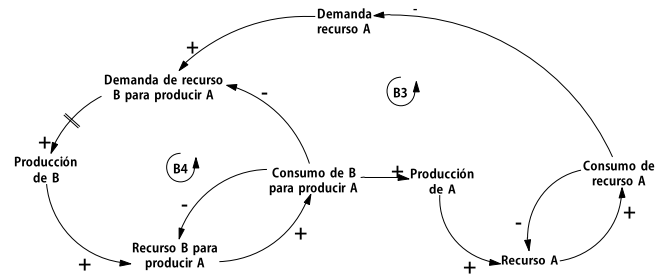 Demanda
recurso A
-
+
Demanda de recurso
B para producir A
-
B3
+
Producción
de B
B4
Consumo de B
para producir A
+
Producción
de A
Consumo de
recurso A
-
-
+
+
Recurso B para
producir A
+
+
Recurso A